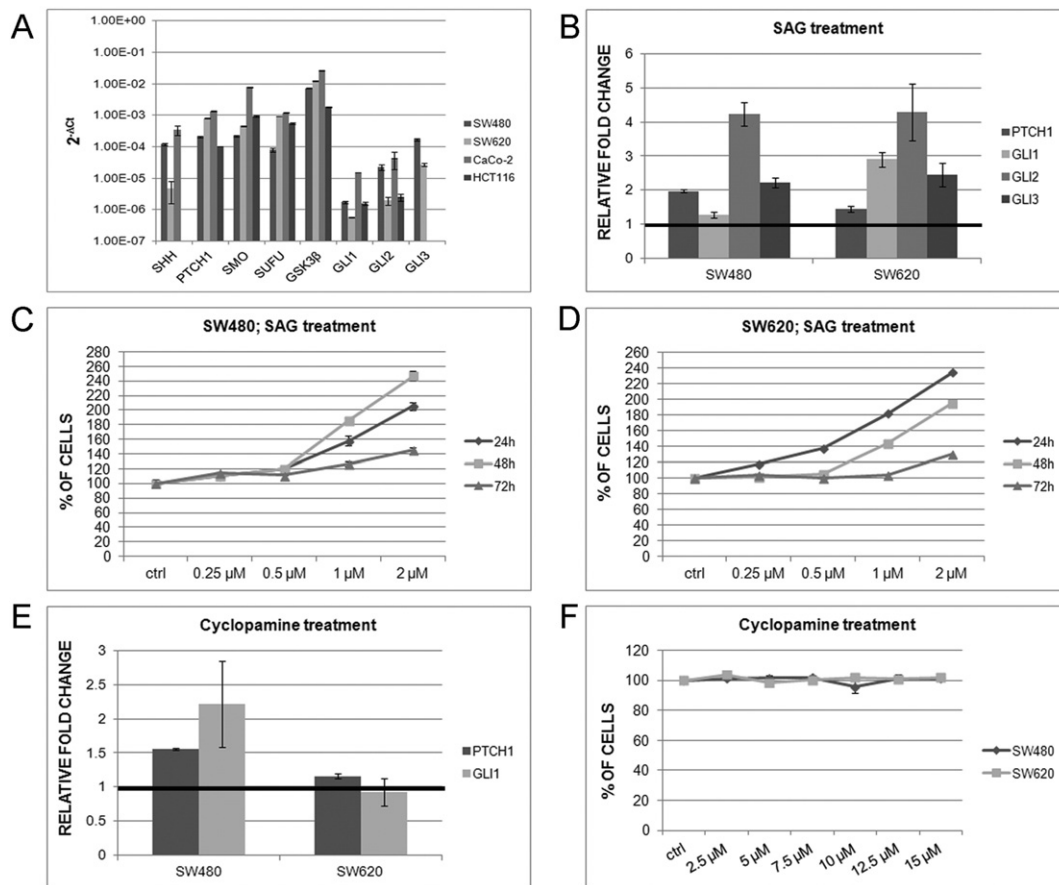 A
2-ΔCt
1.00E+00
1.00E-01
1.00E-02
1.00E-03
1.00E-04
1.00E-05
1.00E-06
1.00E-07
SHH
PTCH1
SMO
SUFU
GSK3β
GLI1
GLI2
GLI3
SW480
SW620
CaCo-2
HCT116
B
SAG treatment
RELATIVE FOLD CHANGE
6
5
4
3
2
1
0
SW480
SW620
PTCH1
GLI1
GLI2
GLI3
C
SW480; SAG treatment
% OF CELLS
280
260
240
220
200
180
160
140
120
100
80
60
40
20
0
ctrl
0.25 µM
0.5 µM
1 µM
2 µM
24h
48h
72h
D
SW620; SAG treatment
% OF CELLS
260
240
220
200
180
160
140
120
100
80
60
40
20
0
ctrl
0.25 µM
0.5 µM
1 µM
2 µM
24h
48h
72h
E
Cyclopamine treatment
RELATIVE FOLD CHANGE
3
2.5
2
1.5
1
0.5
0
SW480
SW620
PTCH1
GLI1
F
Cyclopamine treatment
% OF CELLS
120
100
80
60
40
20
0
ctrl
2.5 µM
5 µM
7.5 µM
10 µM
12.5 µM
15 µM
SW480
SW620